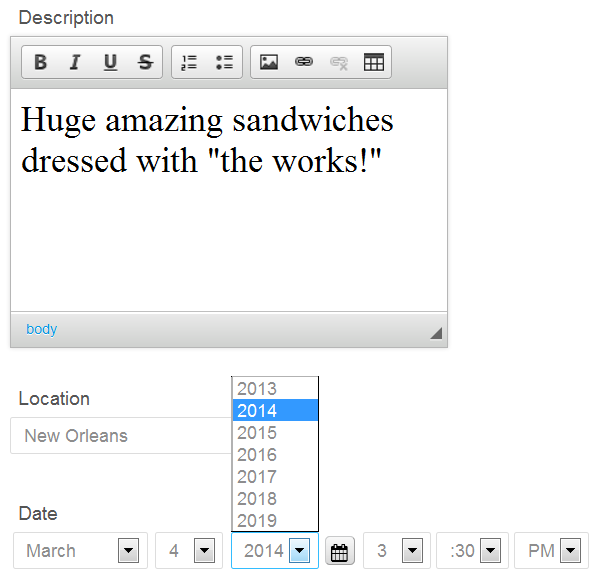 Description
B I U S
Huge amazing sandwiches
dressed with "the works!"
body
Location
New Orleans
2013
2014
2015
2016
2017
2018
2019
Date
March 4 2014 3 :30 PM